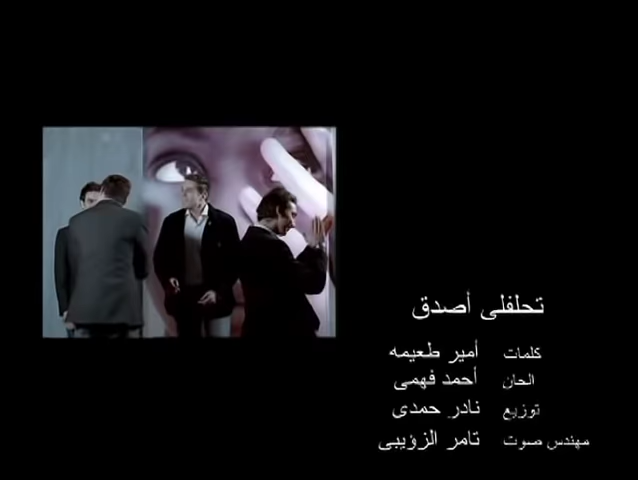 تحلفلى أصدق
كلمات أمير طعيمه
الحان أحمد فهمى
توزيع نادر حمدى
مهندس صوت تامر الزؤيبى